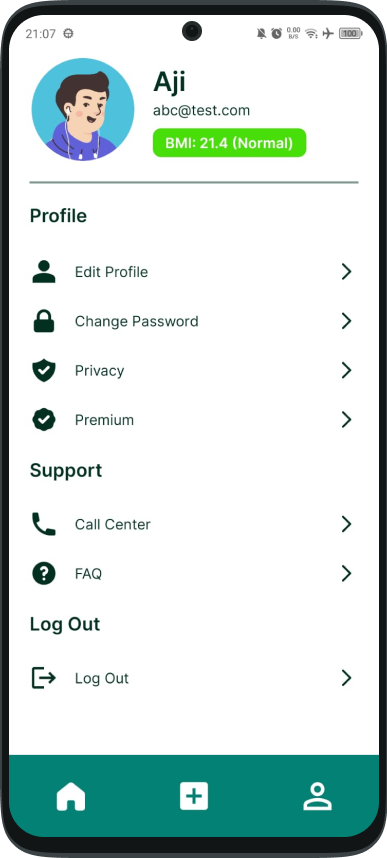 21:07 0.00 B/S 100
Aji
abc@test.com
BMI: 21.4 (Normal)
Profile
Edit Profile
Change Password
Privacy
Premium
Support
Call Center
FAQ
Log Out
Log Out